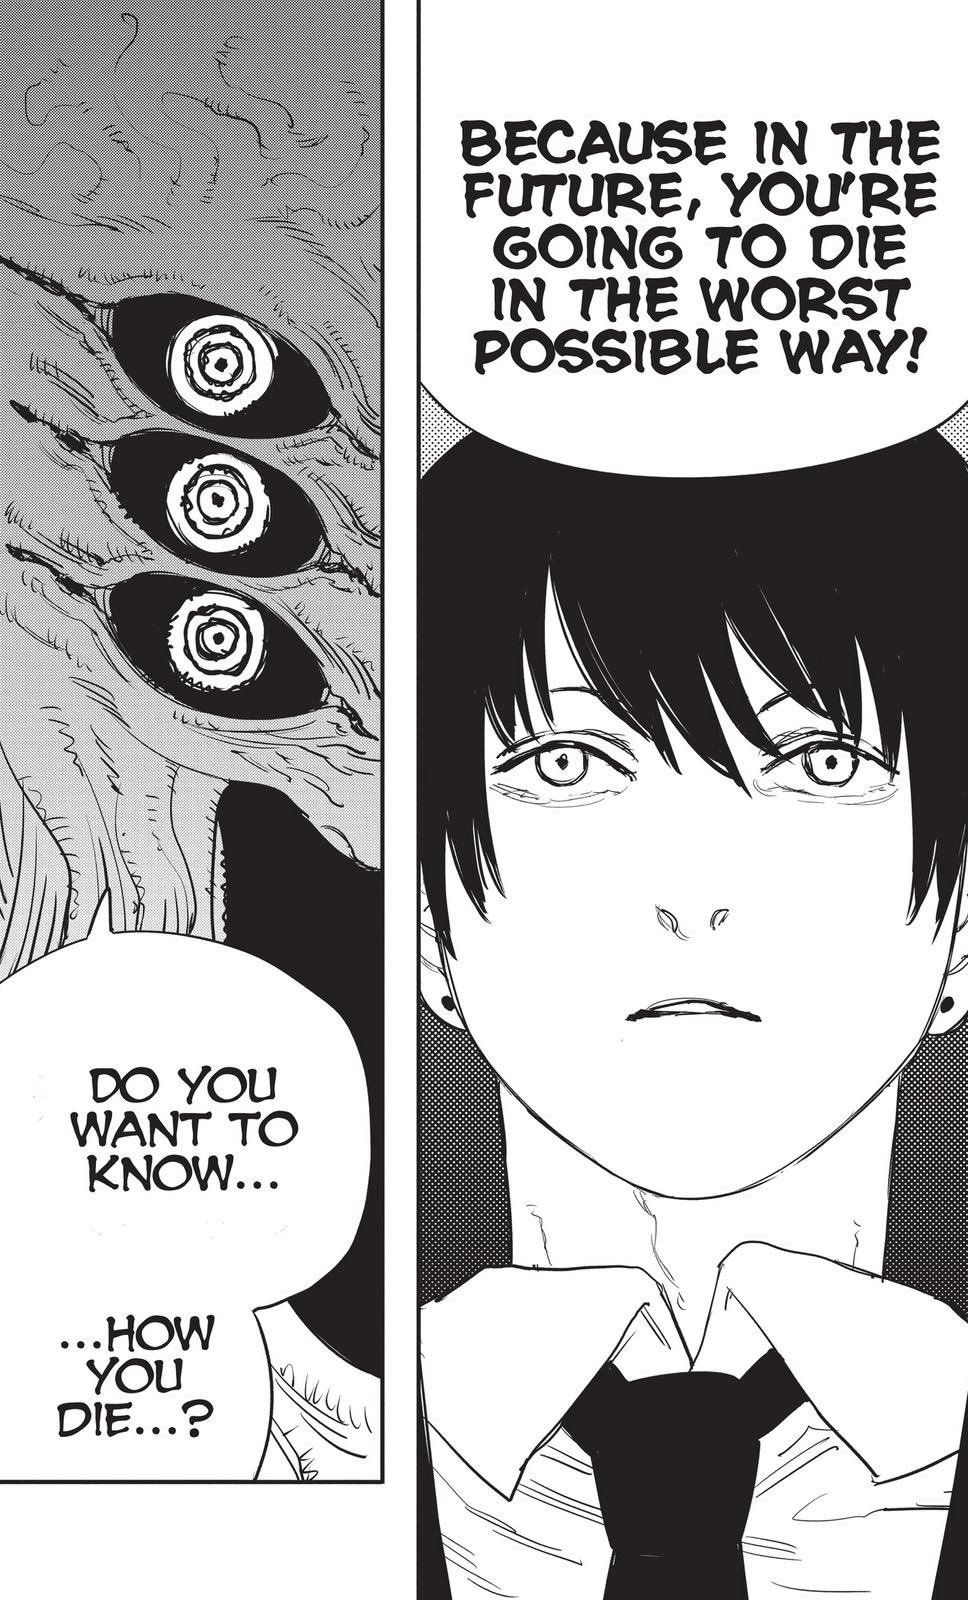 BECAUSE IN THE
FUTURE, YOU'RE
GOING TO DIE
IN THE WORST
POSSIBLE WAY!
DO YOU
WANT TO
KNOW...
...HOW
YOU
DIE...?